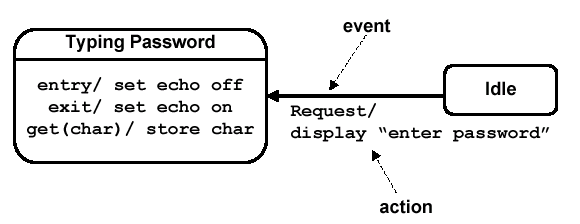 event
Typing Password
entry/ set echo off
exit/ set echo on
get(char)/ store char
Idle
Request/
display “enter password”
action